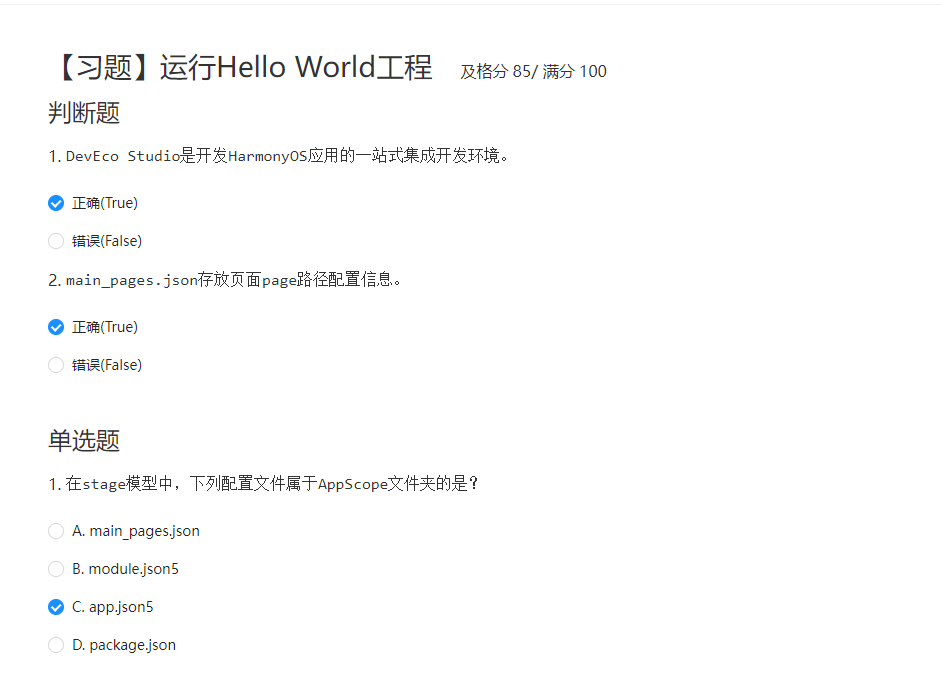 【习题】运行Hello World工程 及格分 85/ 满分 100
判断题
1. DevEco Studio是开发HarmonyOS应用的一站式集成开发环境。
正确(True)
错误(False)
2. main_pages.json存放页面page路径配置信息。
正确(True)
错误(False)
单选题
1. 在stage模型中，下列配置文件属于AppScope文件夹的是？
A. main_pages.json
B. module.json5
C. app.json5
D. package.json